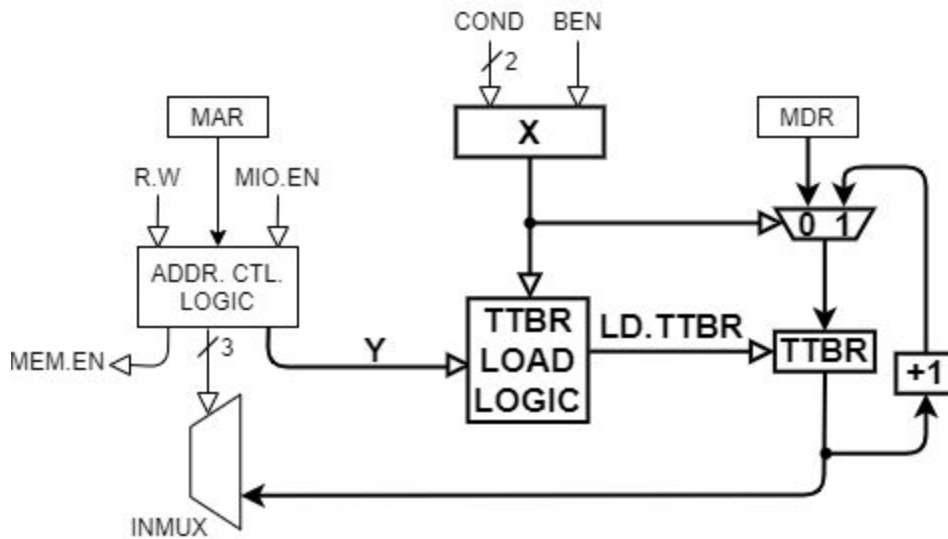 COND BEN
2
MAR
X
MDR
R.W MIO.EN
0 1
ADDR. CTL.
LOGIC
TTBR
LOAD
LOGIC
LD.TTBR
TTBR
+1
Y
3
MEM.EN
INMUX